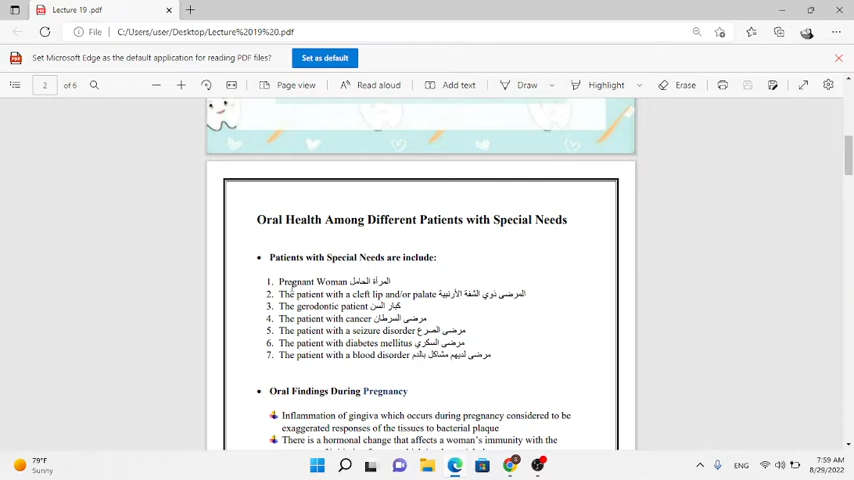 Lecture 19 .pdf
File
C:/Users/user/Desktop/Lecture%2019%20.pdf
Set Microsoft Edge as the default application for reading PDF files?
Set as default
2 of 6
Page view
Read aloud
Add text
Draw
Highlight
Erase
Oral Health Among Different Patients with Special Needs
• Patients with Special Needs are include:
1. Pregnant Woman المرأة الحامل
2. The patient with a cleft lip and/or palate المرضى ذوي الشفة الأرنبية
3. The gerodontic patient كبار السن
4. The patient with cancer مرضى السرطان
5. The patient with a seizure disorder مرضى الصرع
6. The patient with diabetes mellitus مرضى السكري
7. The patient with a blood disorder مرضى لديهم مشاكل بالدم
• Oral Findings During Pregnancy
Inflammation of gingiva which occurs during pregnancy considered to be
exaggerated responses of the tissues to bacterial plaque
There is a hormonal change that affects a woman's immunity with the
79°F
Sunny
ENG
7:59 AM
8/29/2022